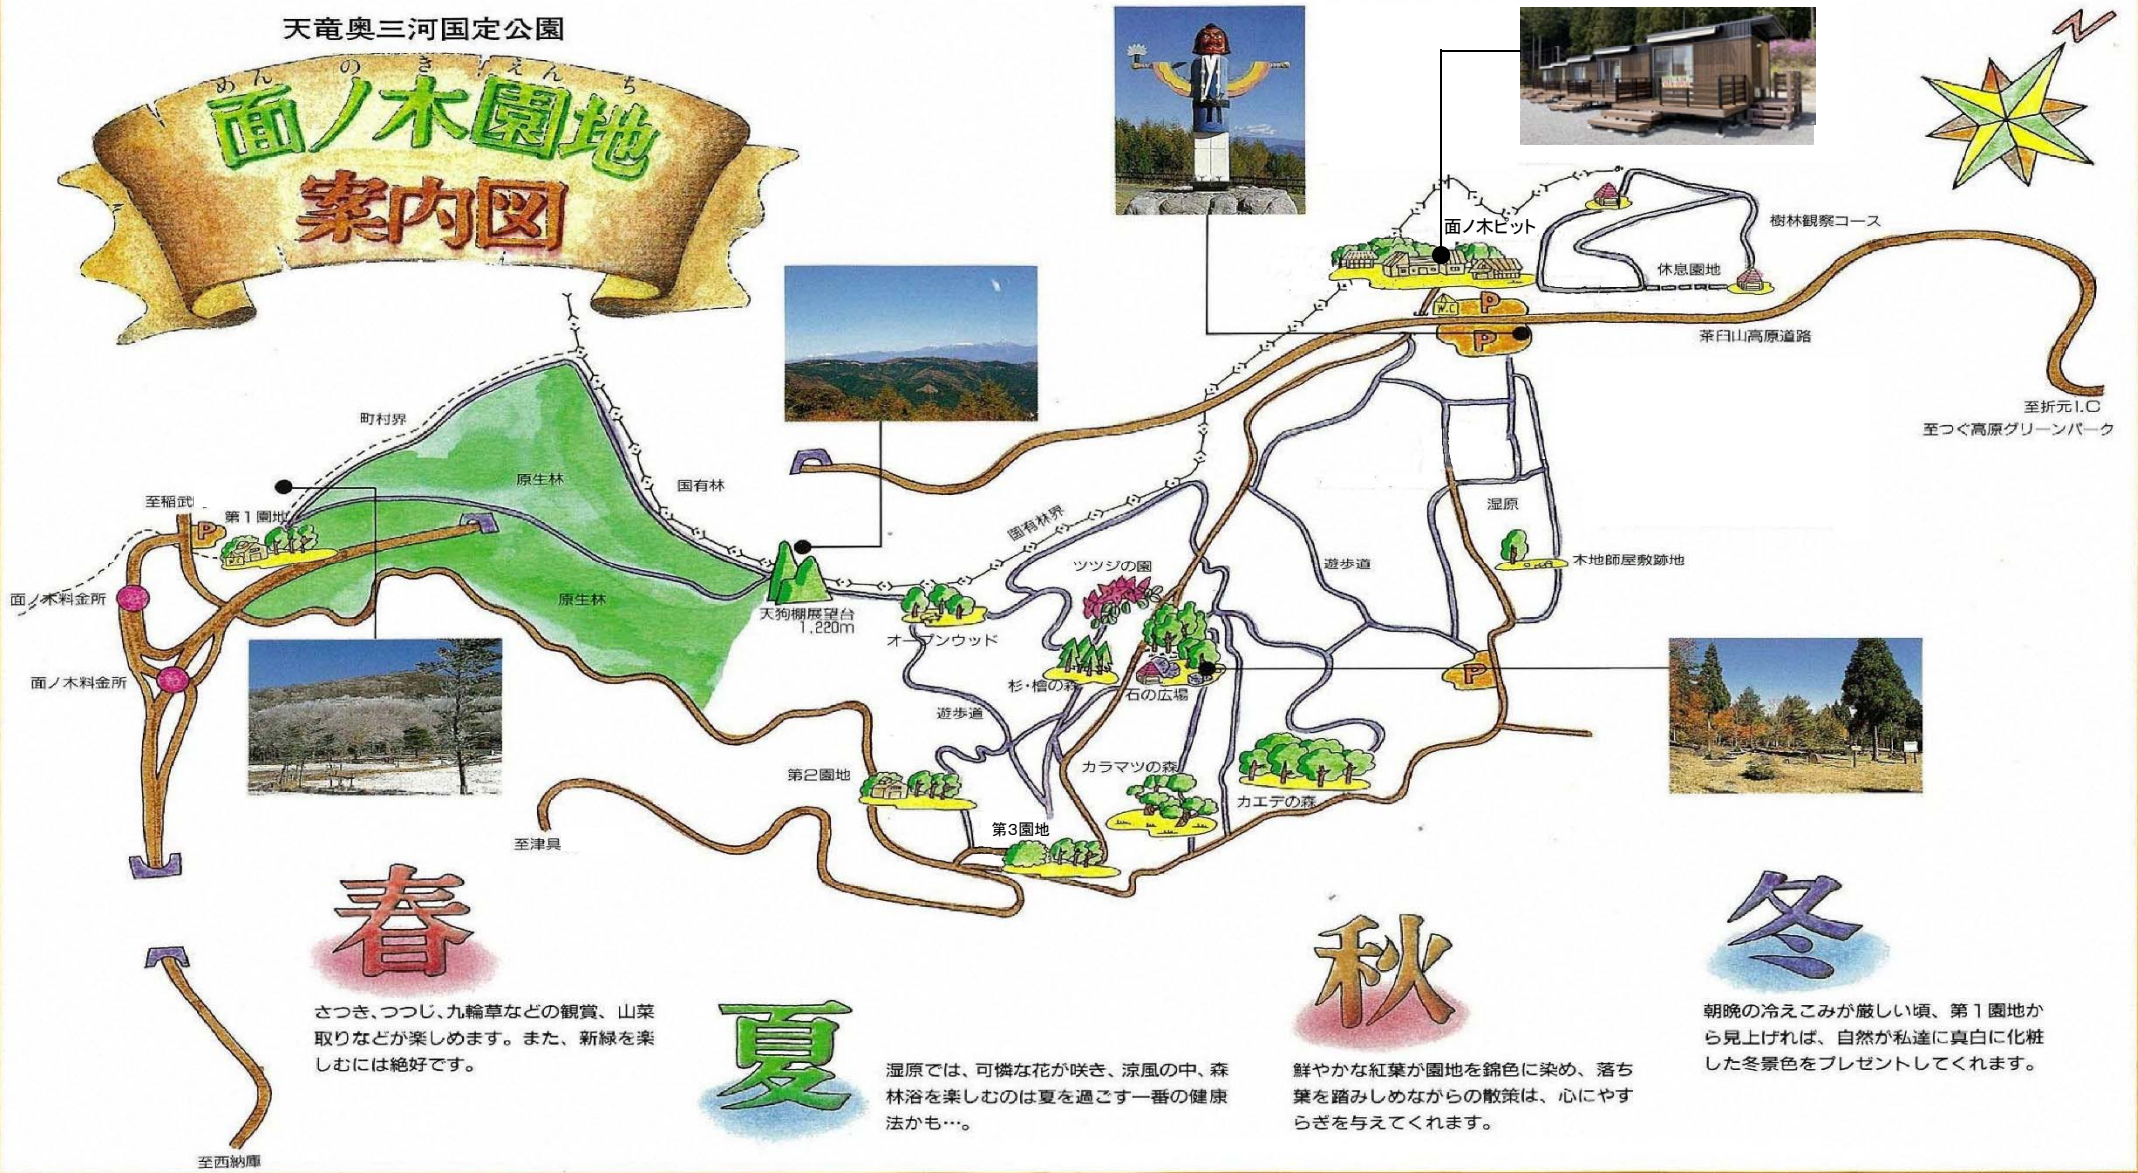 天竜奥三河国定公園
めんのきえんち
面ノ木園地
案内図
面ノ木ピット
樹林観察コース
休息園地
W.C
P
P
茶臼山高原道路
至折元I.C
至つぐ高原グリーンパーク
町村界
原生林
国有林
至稲武
P
第1園地
国有林界
湿原
木地師屋敷跡地
ツツジの園
遊歩道
面ノ木料金所
原生林
天狗棚展望台
1,220m
オープンウッド
面ノ木料金所
杉・檜の森
石の広場
P
遊歩道
第2園地
カラマツの森
カエデの森
第3園地
至津具
春
さつき、つつじ、九輪草などの観賞、山菜
取りなどが楽しめます。また、新緑を楽
しむには絶好です。
夏
湿原では、可憐な花が咲き、涼風の中、森
林浴を楽しむのは夏を過ごす一番の健康
法かも…。
秋
鮮やかな紅葉が園地を錦色に染め、落ち
葉を踏みしめながらの散策は、心にやす
らぎを与えてくれます。
冬
朝晩の冷えこみが厳しい頃、第1園地か
ら見上げれば、自然が私達に真白に化粧
した冬景色をプレゼントしてくれます。
至西納庫
N